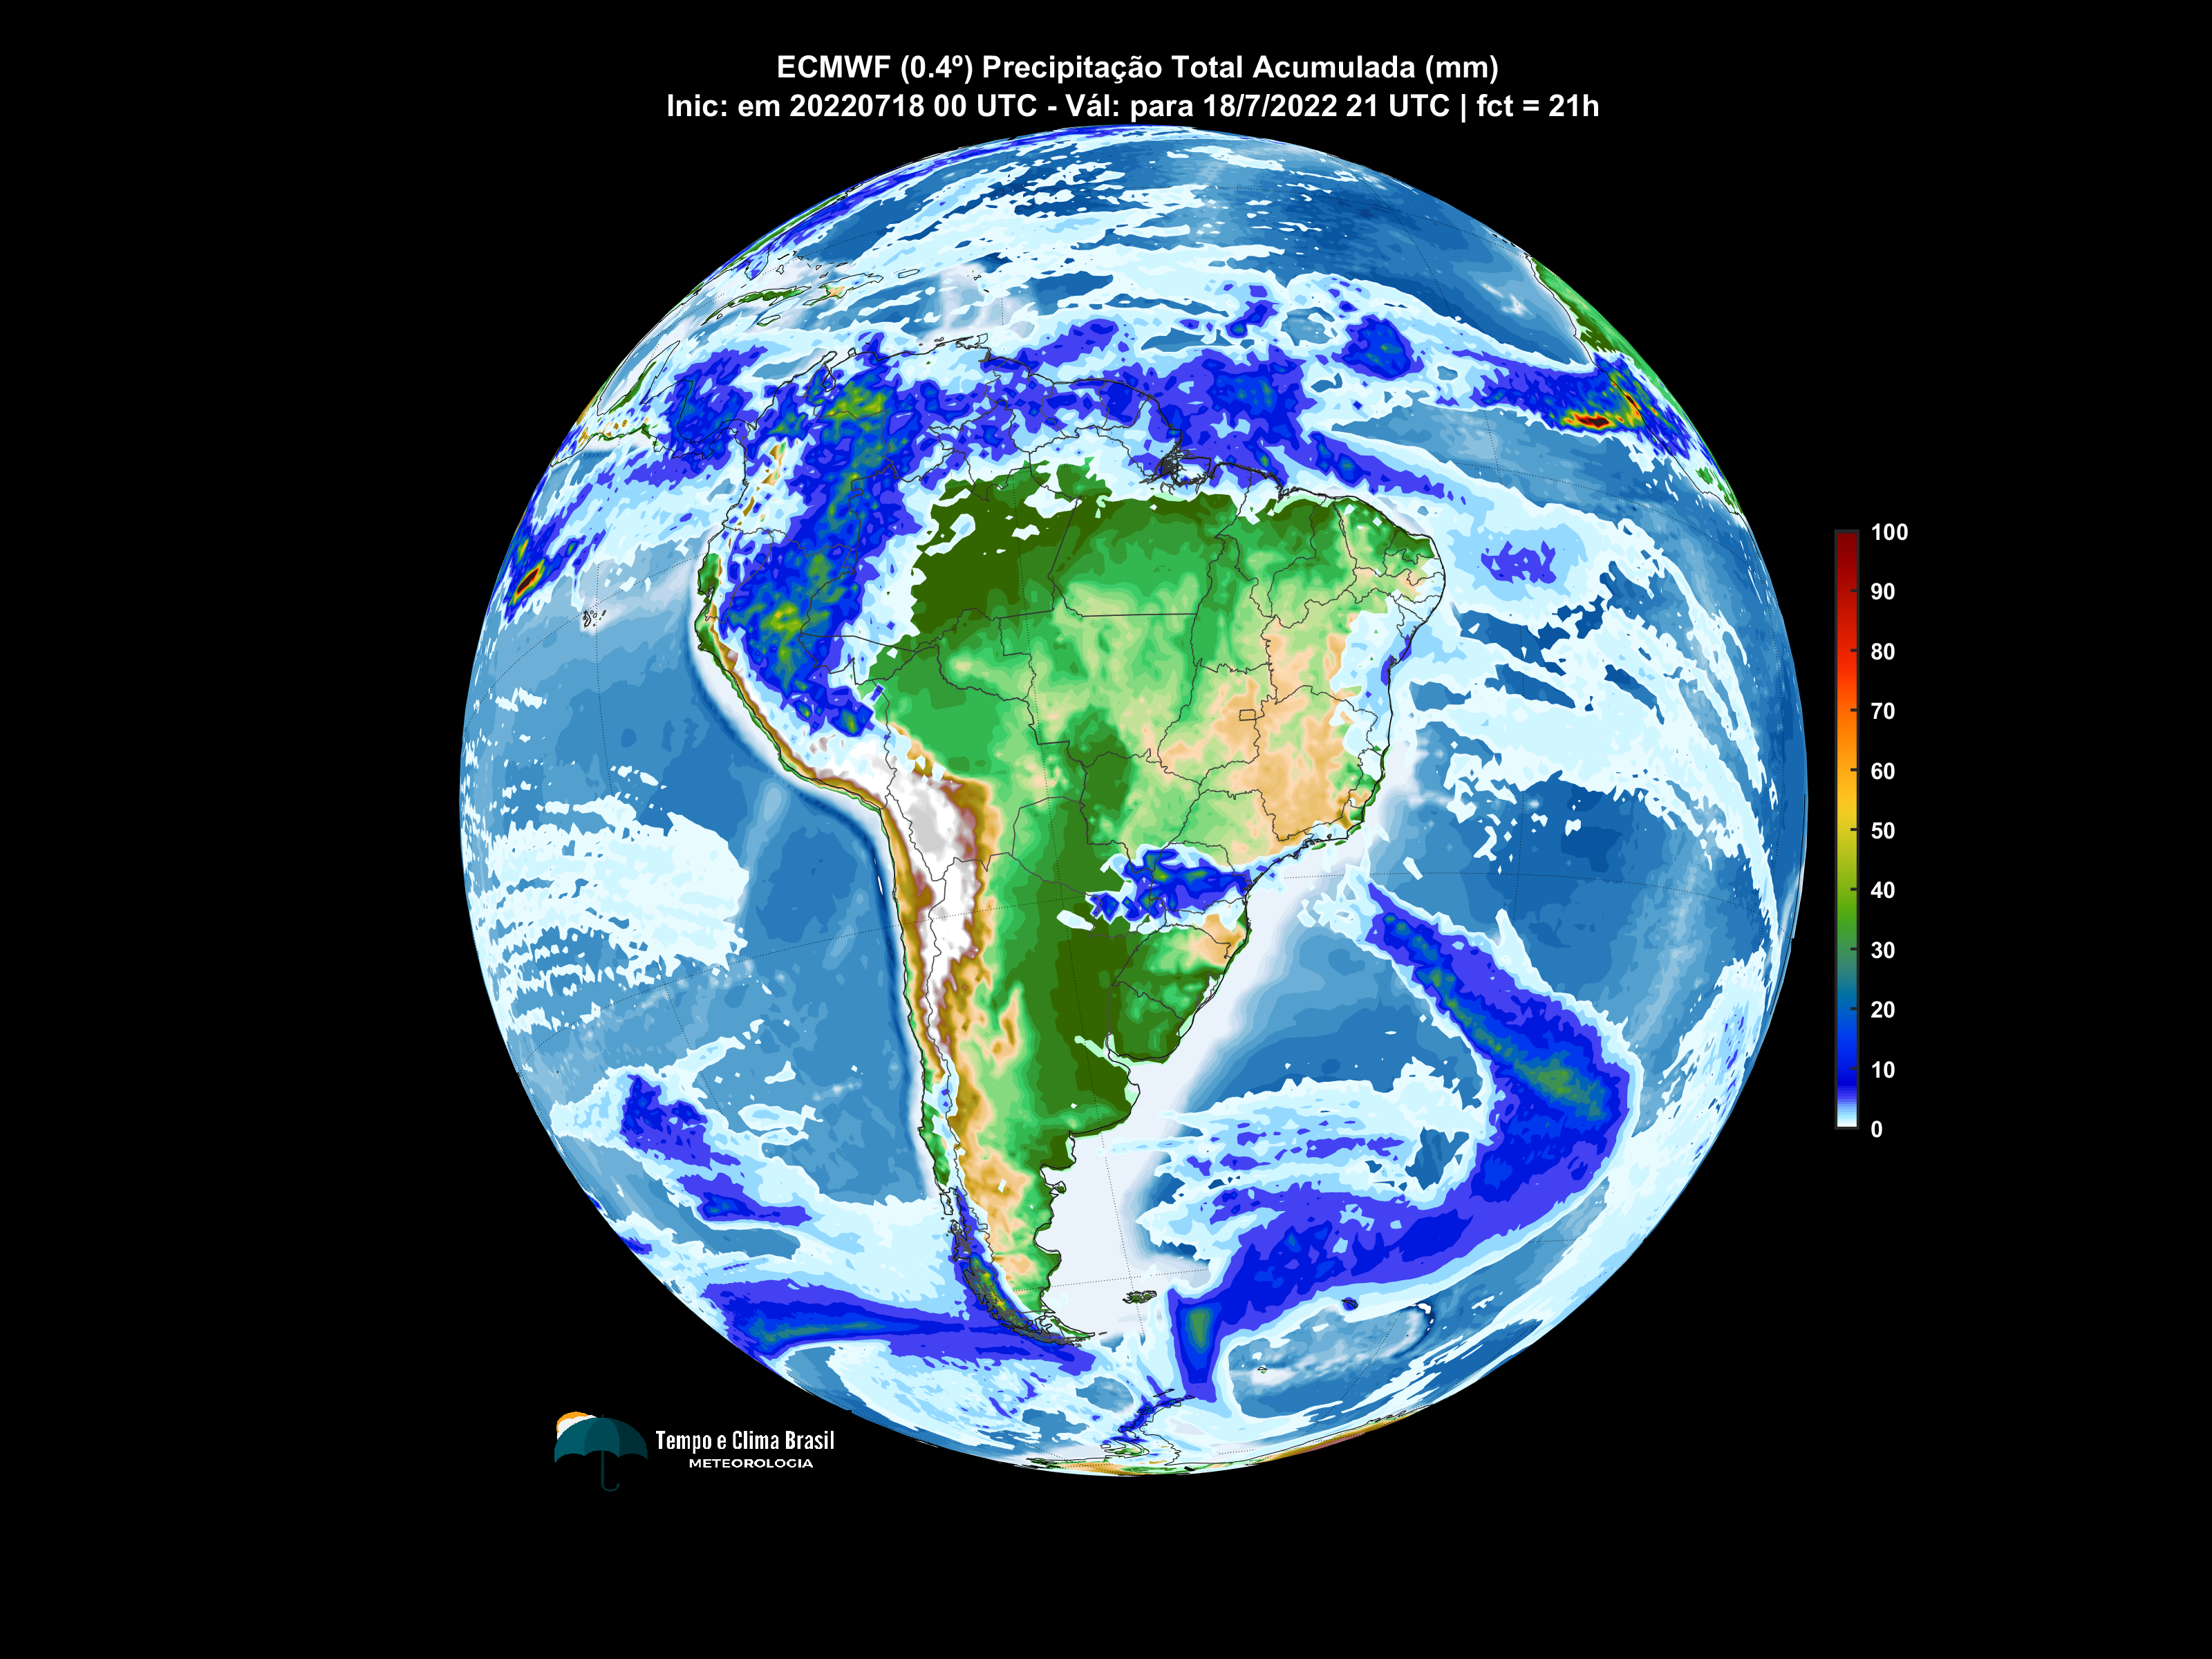 ECMWF (0.4º) Precipitação Total Acumulada (mm)
Inic: em 20220718 00 UTC - Vál: para 18/7/2022 21 UTC | fct = 21h
100
90
80
70
60
50
40
30
20
10
0
Tempo e Clima Brasil
METEOROLOGIA